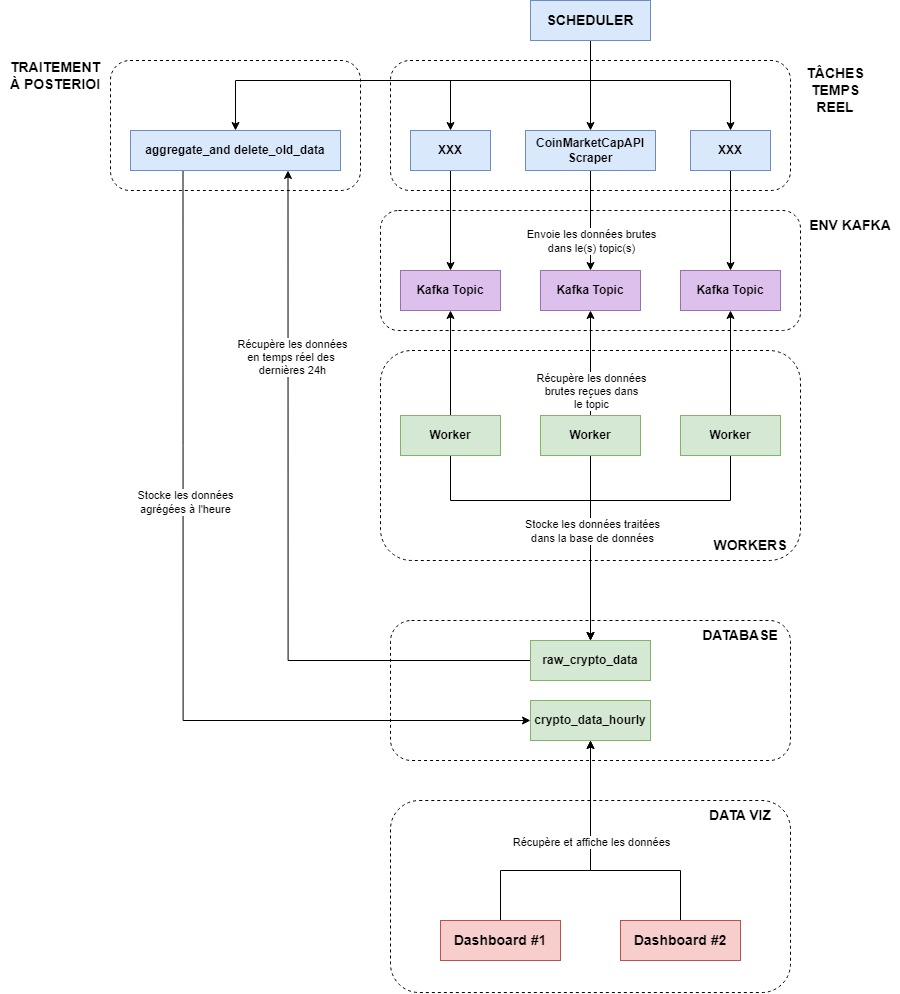 SCHEDULER
TRAITEMENT
À POSTERIOI
TÂCHES
TEMPS
REEL
aggregate_and delete_old_data
XXX
CoinMarketCapAPI
Scraper
XXX
ENV KAFKA
Envoie les données brutes
dans le(s) topic(s)
Kafka Topic
Kafka Topic
Kafka Topic
Récupère les données
en temps réel des
dernières 24h
Récupère les données
brutes reçues dans
le topic
Worker
Worker
Worker
Stocke les données
agrégées à l'heure
Stocke les données traitées
dans la base de données
WORKERS
DATABASE
raw_crypto_data
crypto_data_hourly
DATA VIZ
Récupère et affiche les données
Dashboard #1
Dashboard #2